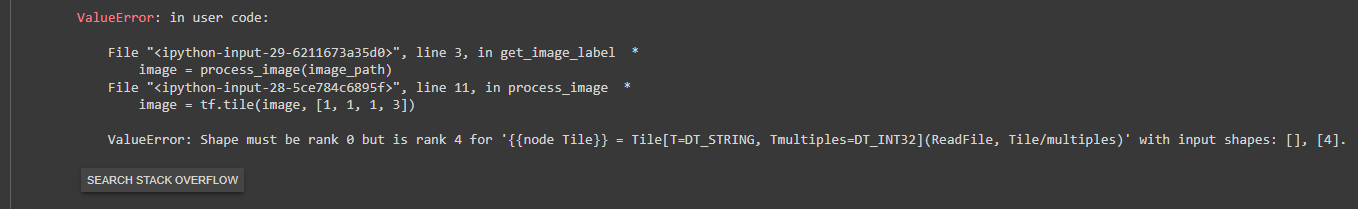 ValueError: in user code:
File "<ipython-input-29-6211673a35d0>", line 3, in get_image_label *
image = process_image(image_path)
File "<ipython-input-28-5ce784c6895f>", line 11, in process_image *
image = tf.tile(image, [1, 1, 1, 3])
ValueError: Shape must be rank 0 but is rank 4 for '{{node Tile}} = Tile[T=DT_STRING, Tmultiples=DT_INT32](ReadFile, Tile/multiples)' with input shapes: [], [4].
SEARCH STACK OVERFLOW